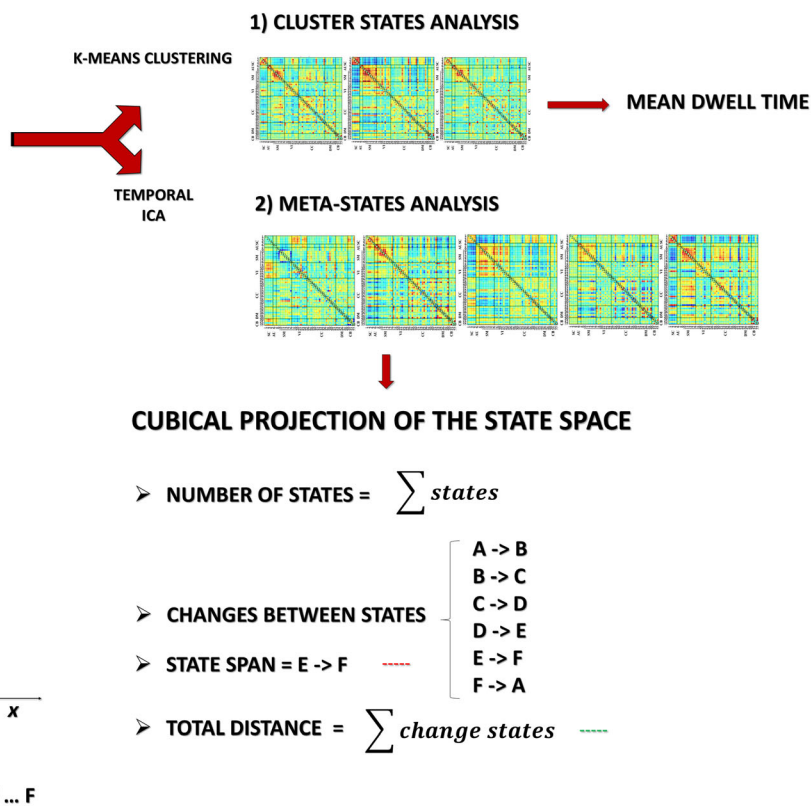 1) CLUSTER STATES ANALYSIS
K-MEANS CLUSTERING
MEAN DWELL TIME
TEMPORAL
ICA
2) META-STATES ANALYSIS
CUBICAL PROJECTION OF THE STATE SPACE
➢ NUMBER OF STATES = ∑ states
A -> B
B -> C
C -> D
D -> E
E -> F
F -> A
➢ CHANGES BETWEEN STATES
➢ STATE SPAN = E -> F -----
➢ TOTAL DISTANCE = ∑ change states -----
x
... F